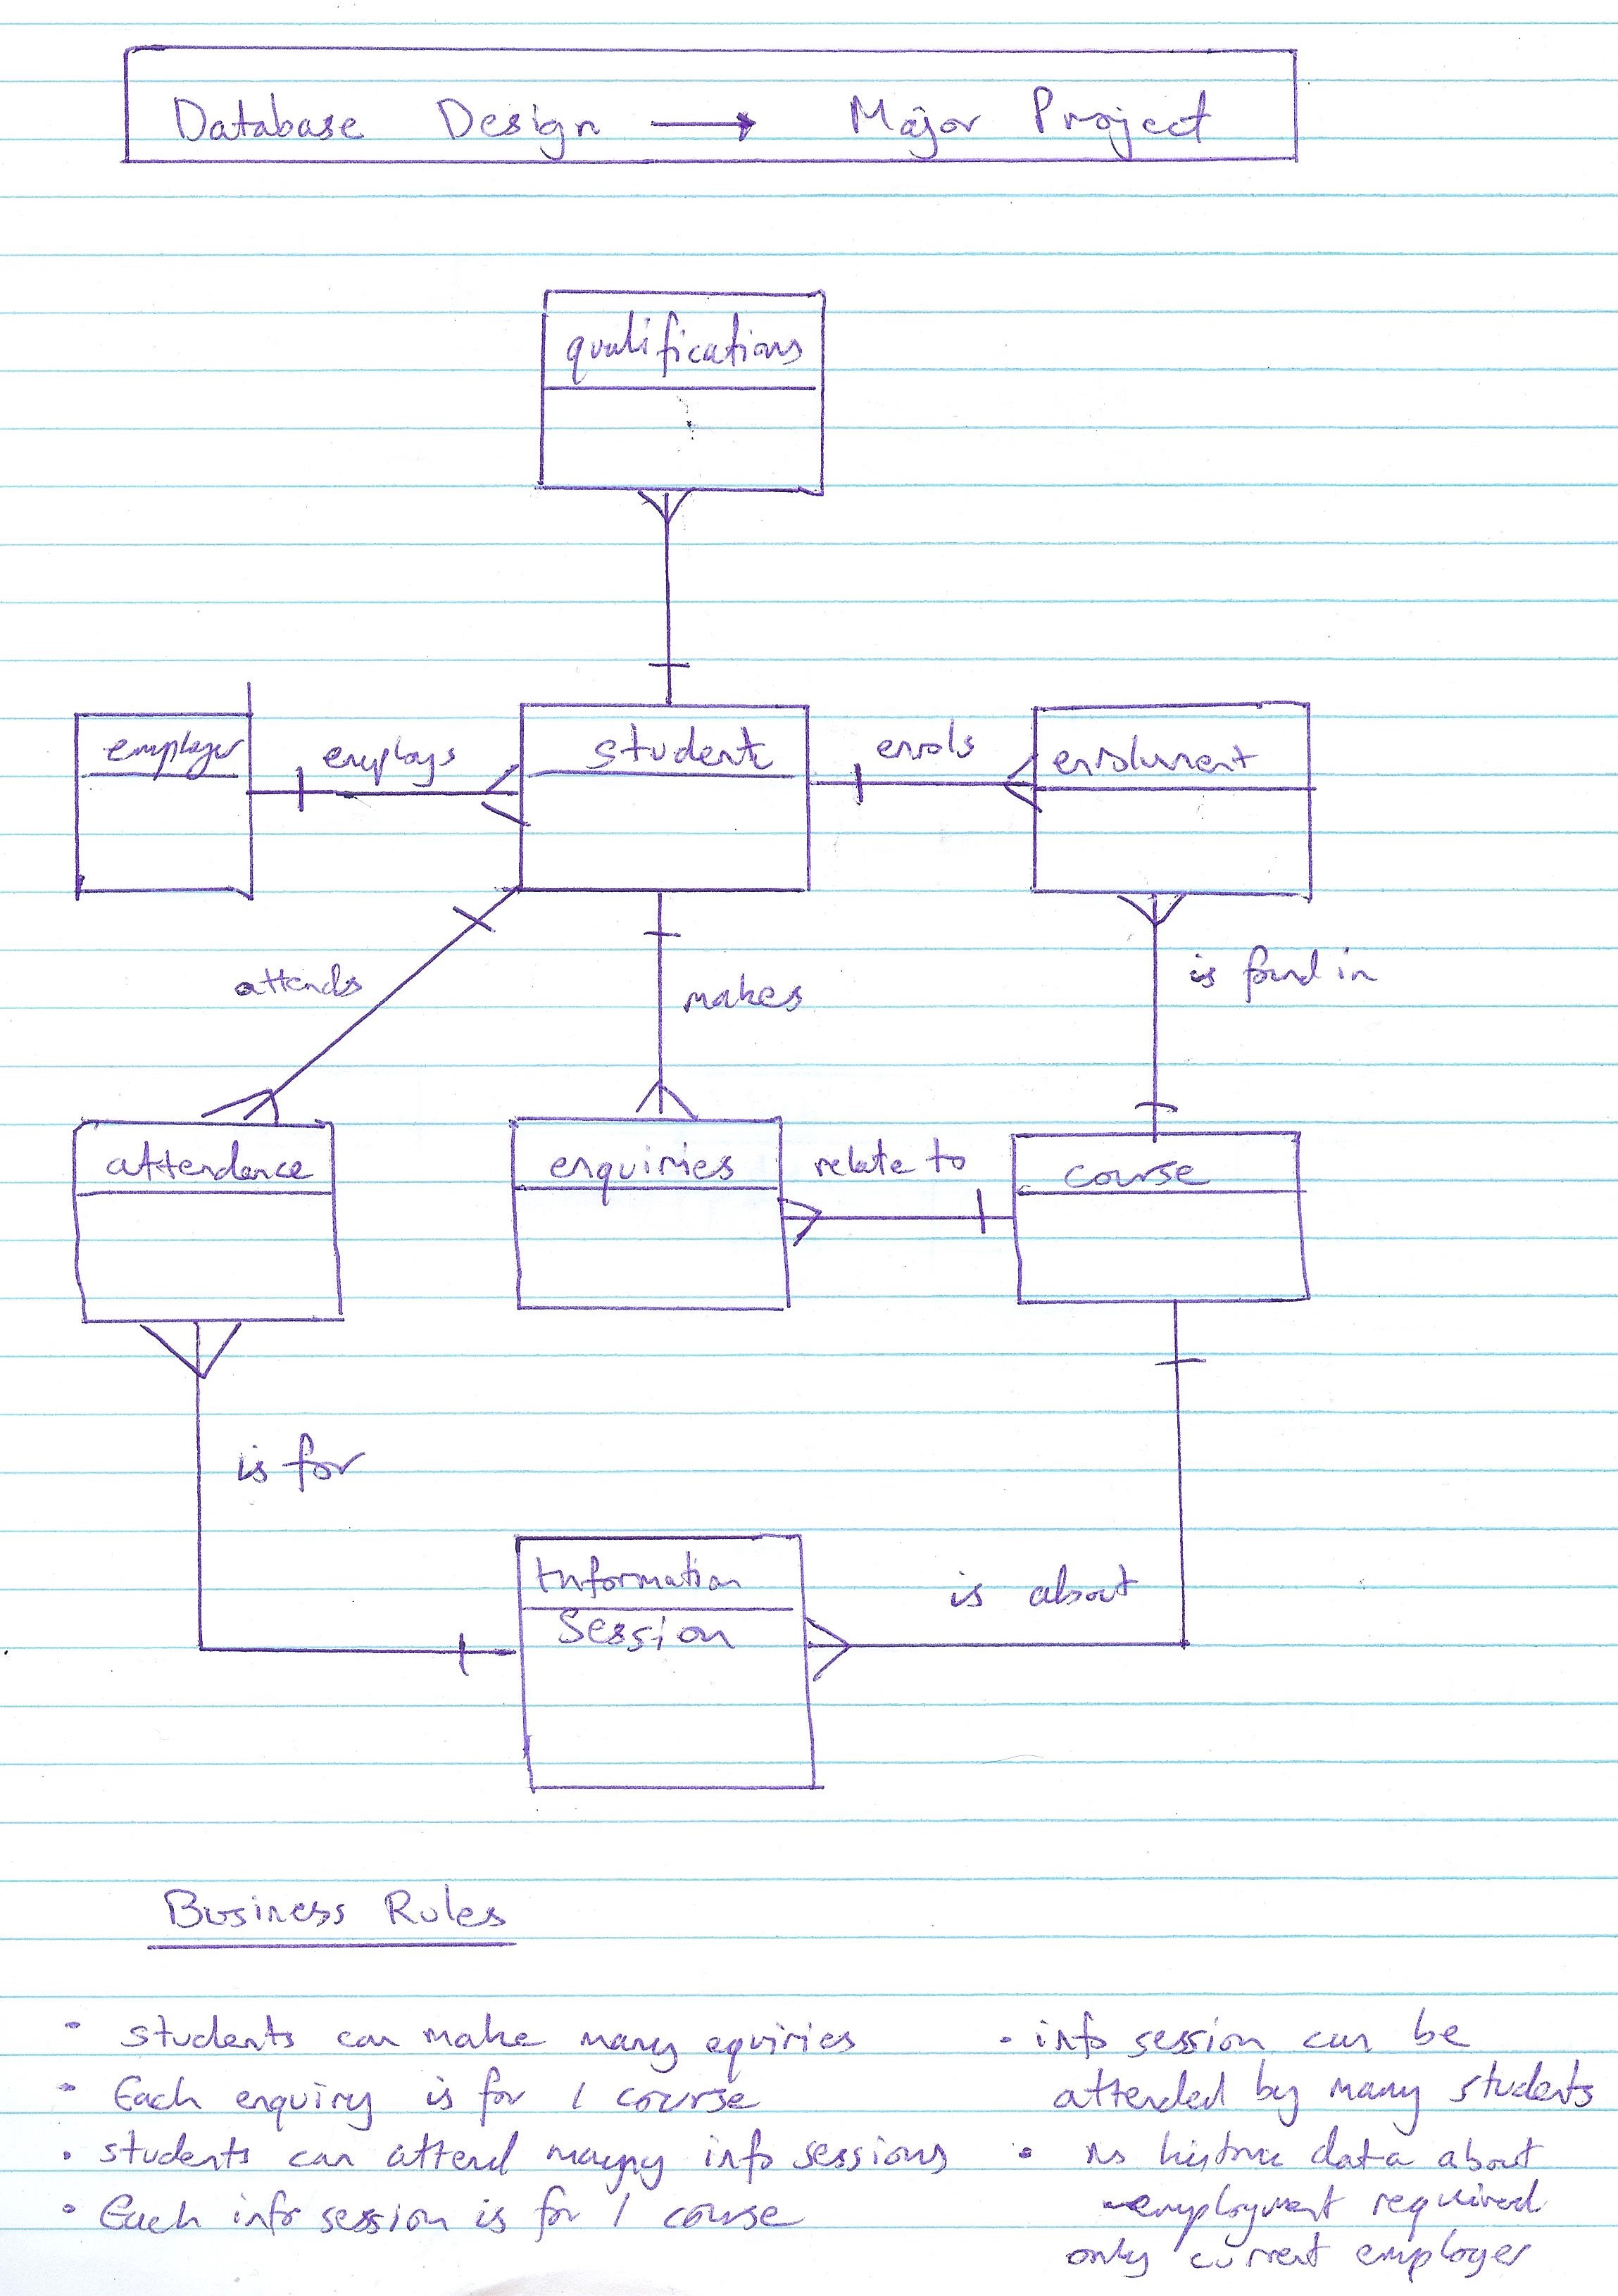 Database Design → Major Project
qualifications
employer
employs
student
enrols
enrolment
attends
makes
is found in
attendence
enquiries
relate to
course
is for
Information
Session
is about
Business Rules
• students can make many equiries
• Each enquiry is for 1 course
• students can attend mayny info sessions
• Each info session is for 1 course
• info session can be
attended by many students
• no historic data about
employment required
only current employer